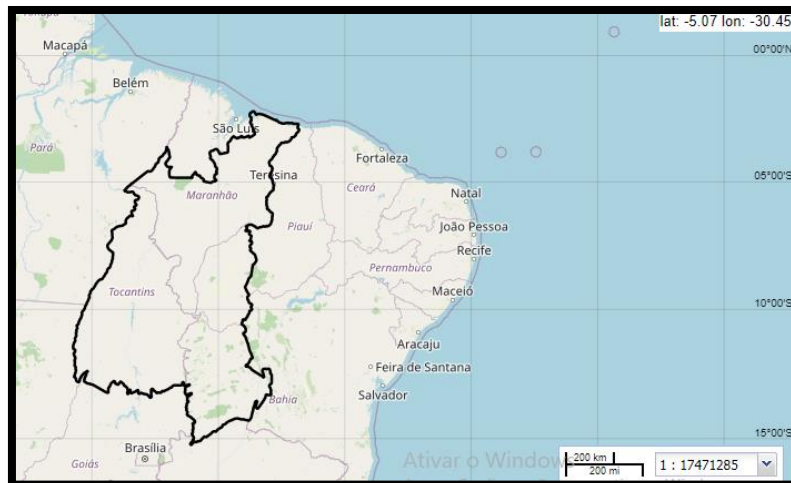 lat: -5.07 lon: -30.45
Macapá
00°00'N
Belém
São Luís
Pará
Fortaleza
05°00'S
Teresina
Maranhão
Ceará
Natal
João Pessoa
Piauí
Recife
Pernambuco
Tocantins
Maceió
10°00'S
Aracaju
Feira de Santana
Bahia
Salvador
15°00'S
Brasília
Goiás
Ativar o Windows
200 km
200 mi
1 : 17471285